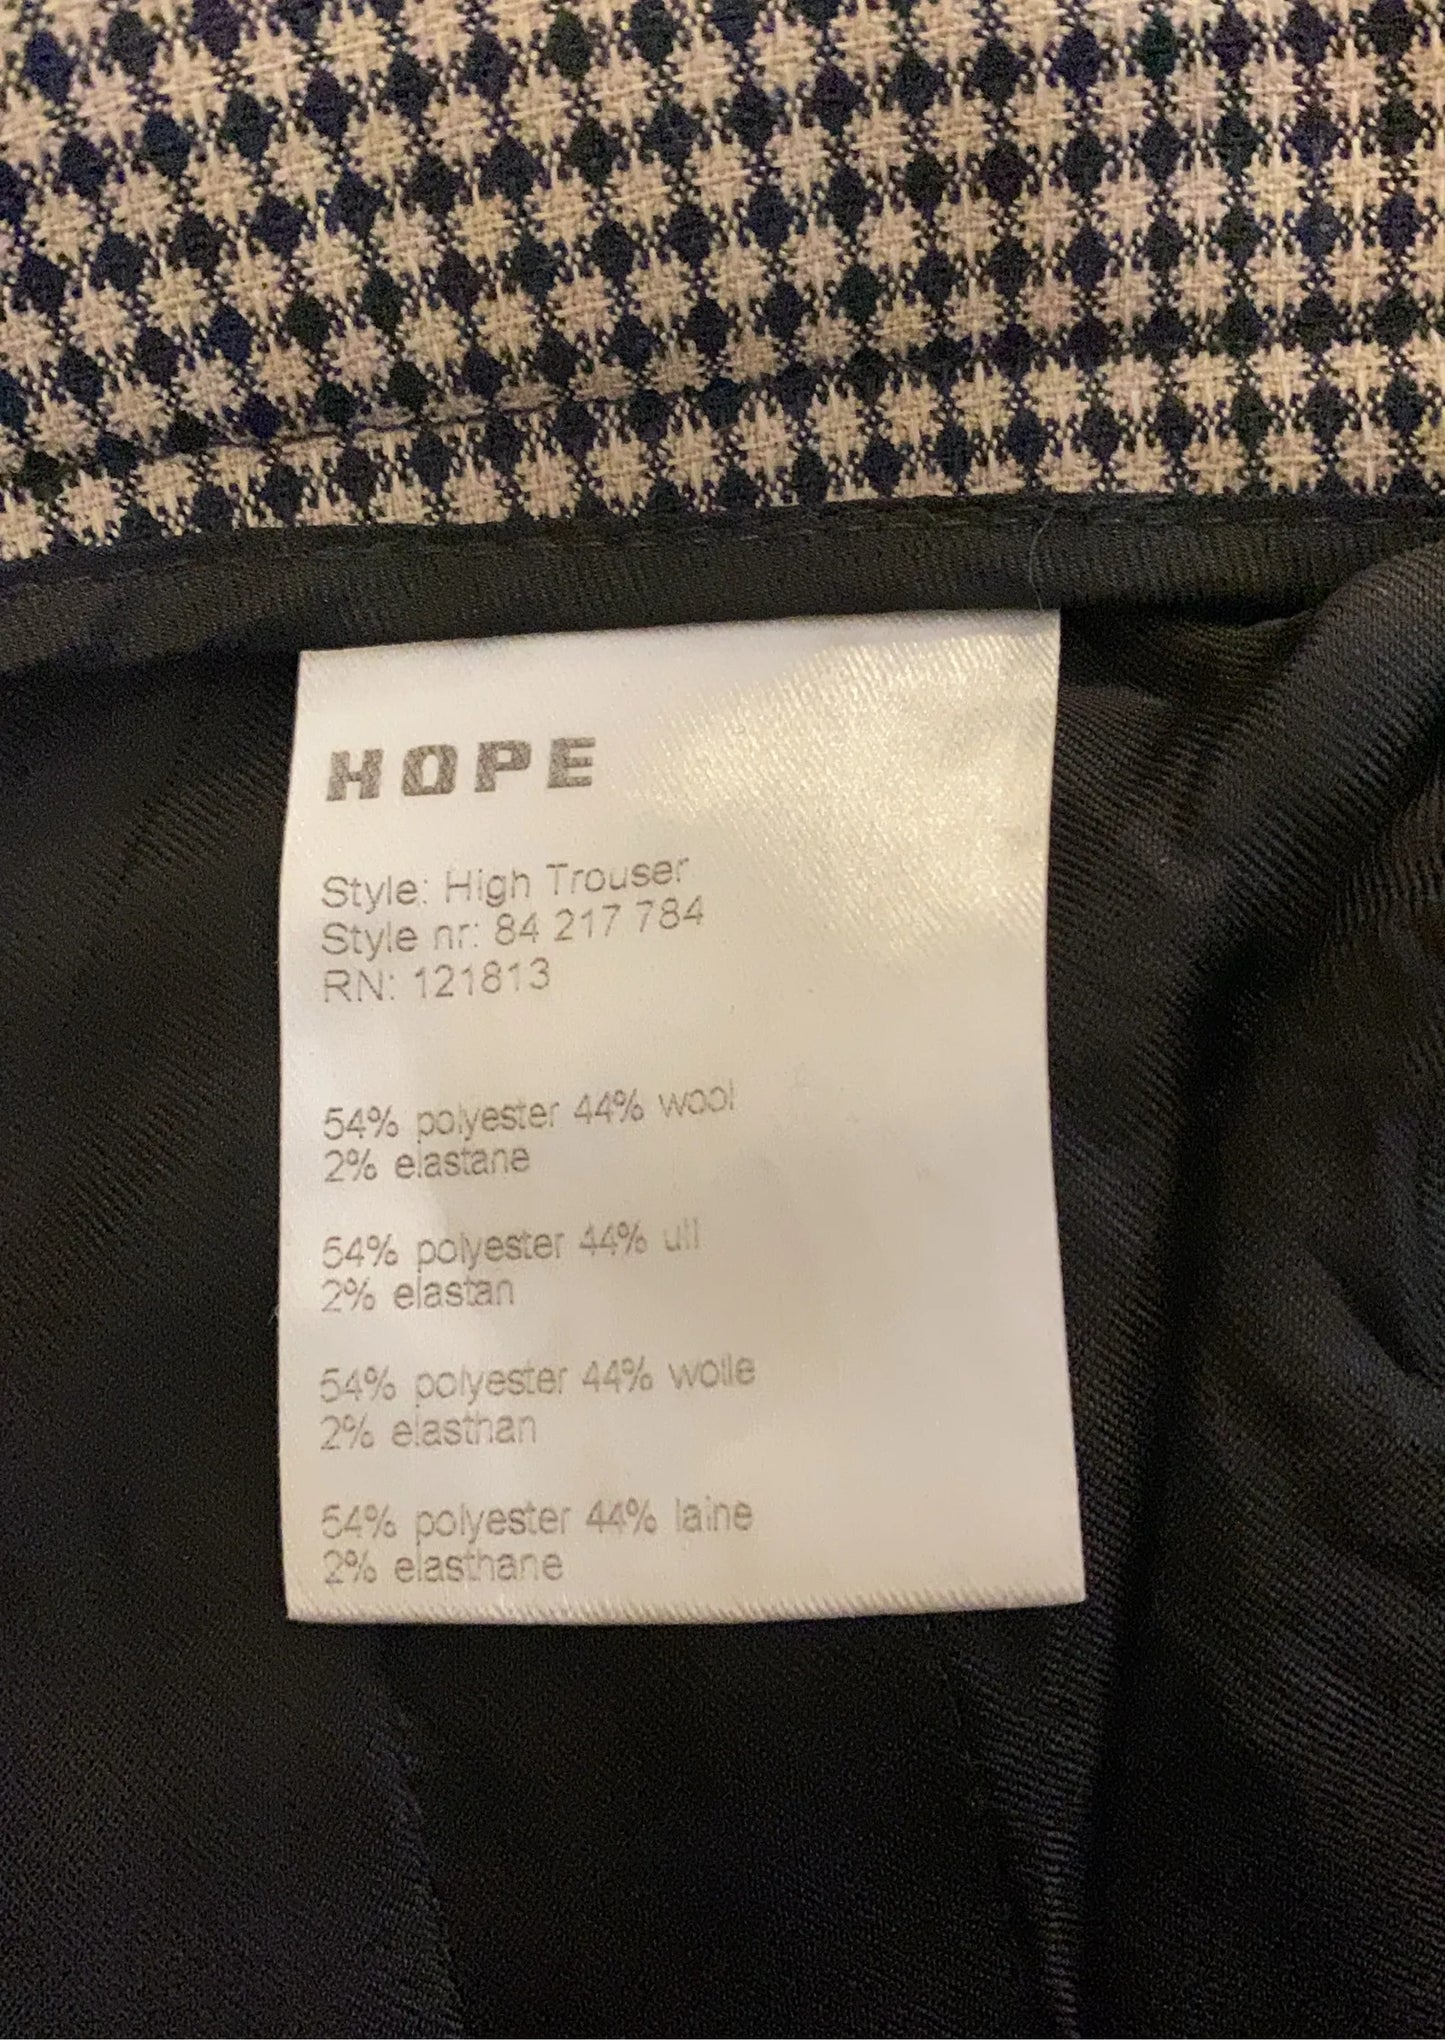 HOPE
Style: High Trouser
Style nr: 84 217 784
RN: 121813
54% polyester 44% wool
2% elastane
54% polyester 44% ull
2% elastan
54% polyester 44% wolle
2% elasthan
54% polyester 44% laine
2% elasthane